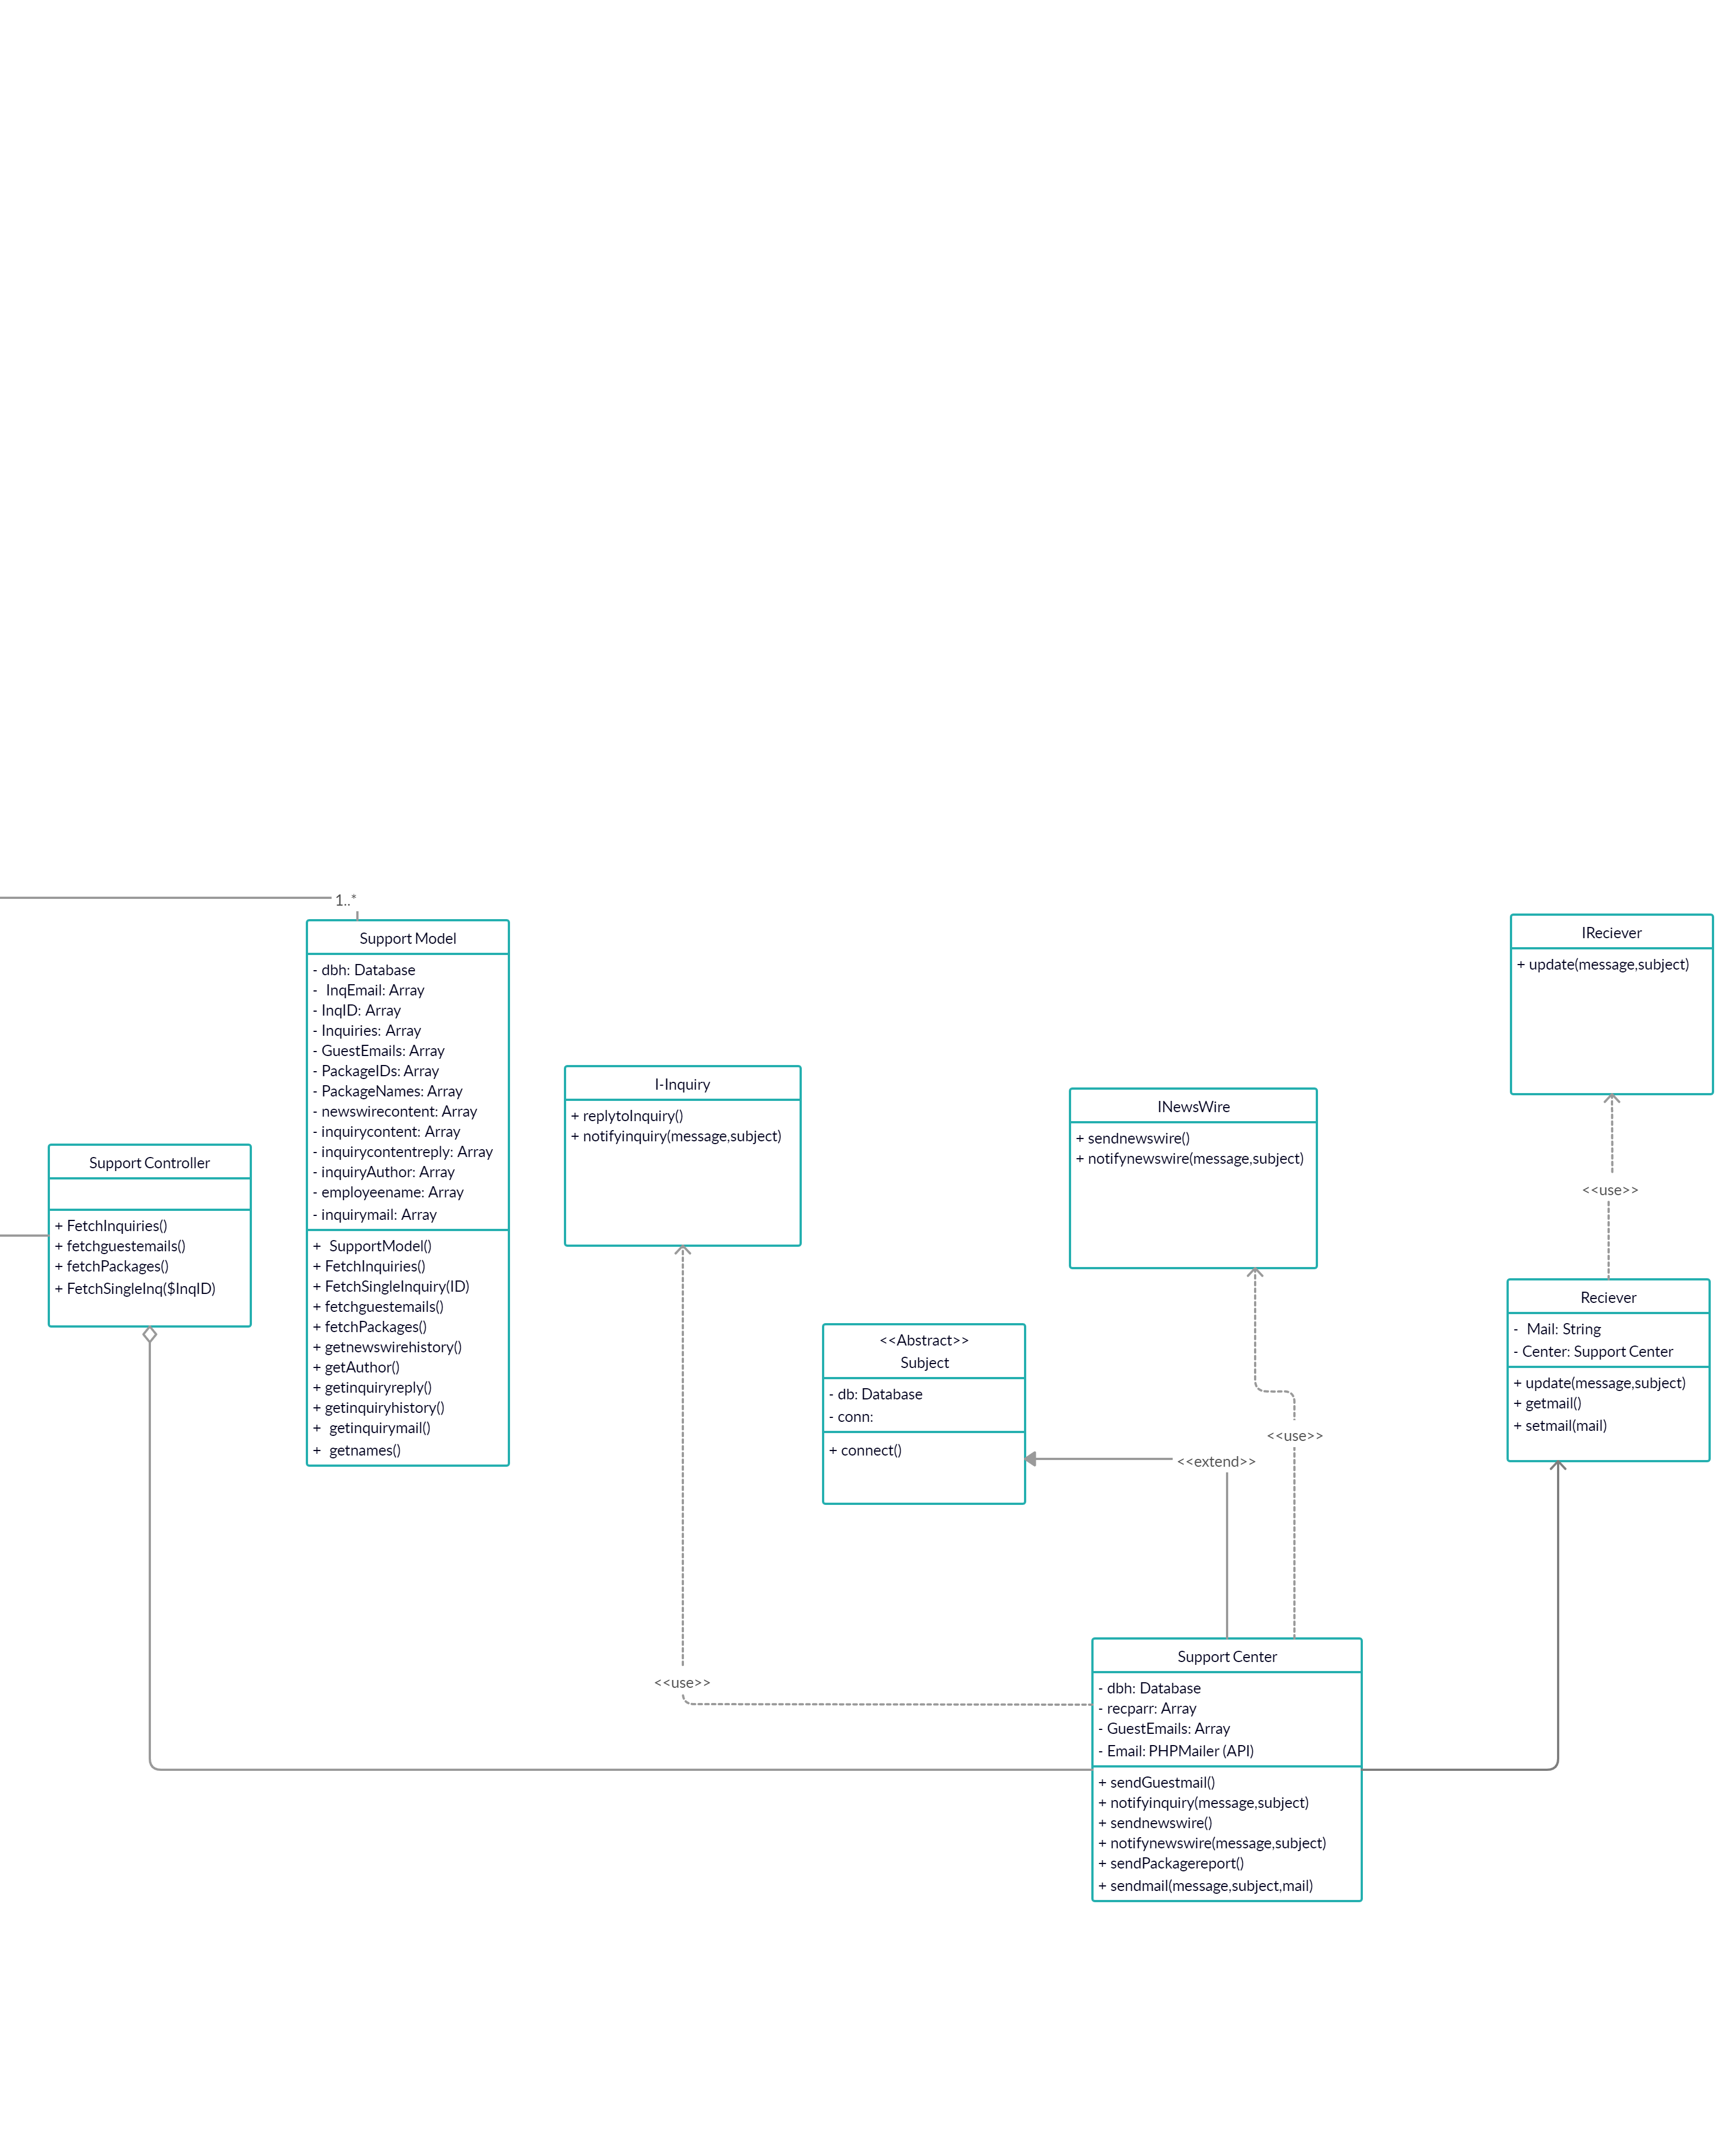 1..*
Support Model
- dbh: Database
-  InqEmail: Array
- InqID: Array
- Inquiries: Array
- GuestEmails: Array
- PackageIDs: Array
- PackageNames: Array
- newswirecontent: Array
- inquirycontent: Array
- inquirycontentreply: Array
- inquiryAuthor: Array
- employeename: Array
- inquirymail: Array
+  SupportModel()
+ FetchInquiries()
+ FetchSingleInquiry(ID)
+ fetchguestemails()
+ fetchPackages()
+ getnewswirehistory()
+ getAuthor()
+ getinquiryreply()
+ getinquiryhistory()
+  getinquirymail()
+  getnames()
Support Controller
+ FetchInquiries()
+ fetchguestemails()
+ fetchPackages()
+ FetchSingleInq($InqID)
I-Inquiry
+ replytoInquiry()
+ notifyinquiry(message,subject)
INewsWire
+ sendnewswire()
+ notifynewswire(message,subject)
IReciever
+ update(message,subject)
<<use>>
Reciever
-  Mail: String
- Center: Support Center
+ update(message,subject)
+ getmail()
+ setmail(mail)
<<Abstract>>
Subject
- db: Database
- conn:
+ connect()
<<use>>
<<extend>>
<<use>>
Support Center
- dbh: Database
- recparr: Array
- GuestEmails: Array
- Email: PHPMailer (API)
+ sendGuestmail()
+ notifyinquiry(message,subject)
+ sendnewswire()
+ notifynewswire(message,subject)
+ sendPackagereport()
+ sendmail(message,subject,mail)